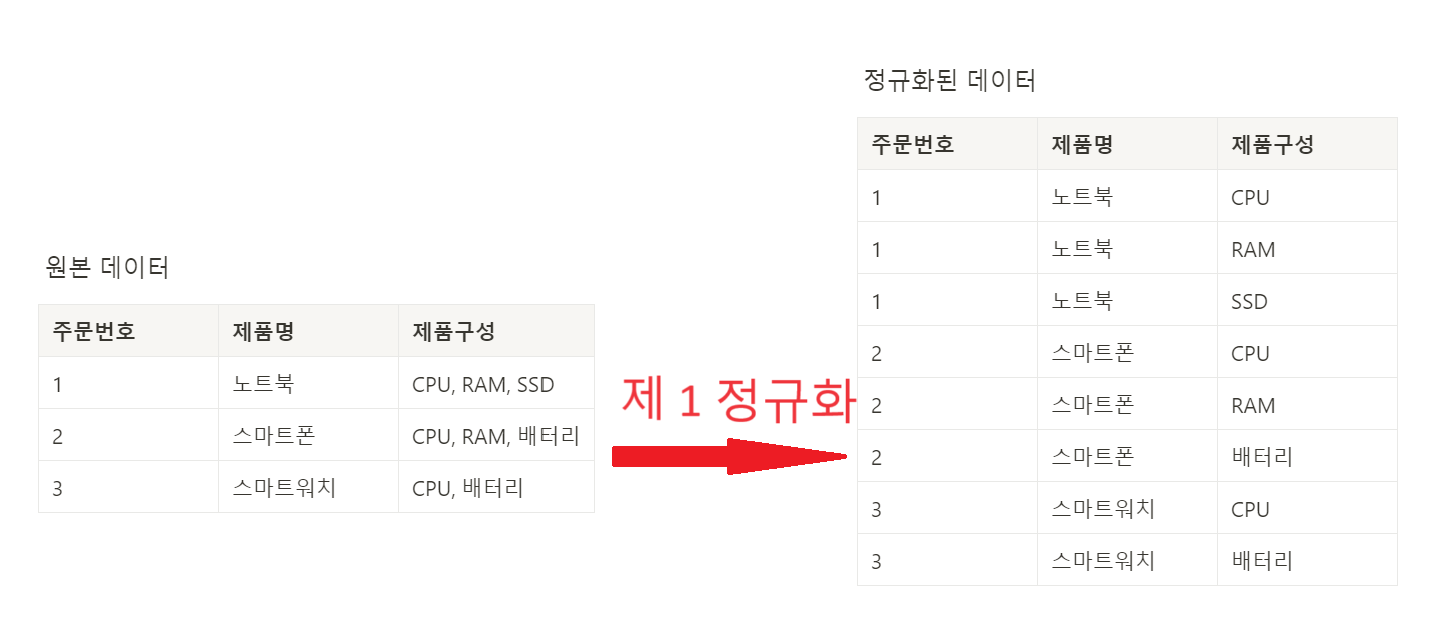 원본 데이터
주문번호 제품명 제품구성
1 노트북 CPU, RAM, SSD
2 스마트폰 CPU, RAM, 배터리
3 스마트워치 CPU, 배터리
제 1 정규화
정규화된 데이터
주문번호 제품명 제품구성
1 노트북 CPU
1 노트북 RAM
1 노트북 SSD
2 스마트폰 CPU
2 스마트폰 RAM
2 스마트폰 배터리
3 스마트워치 CPU
3 스마트워치 배터리